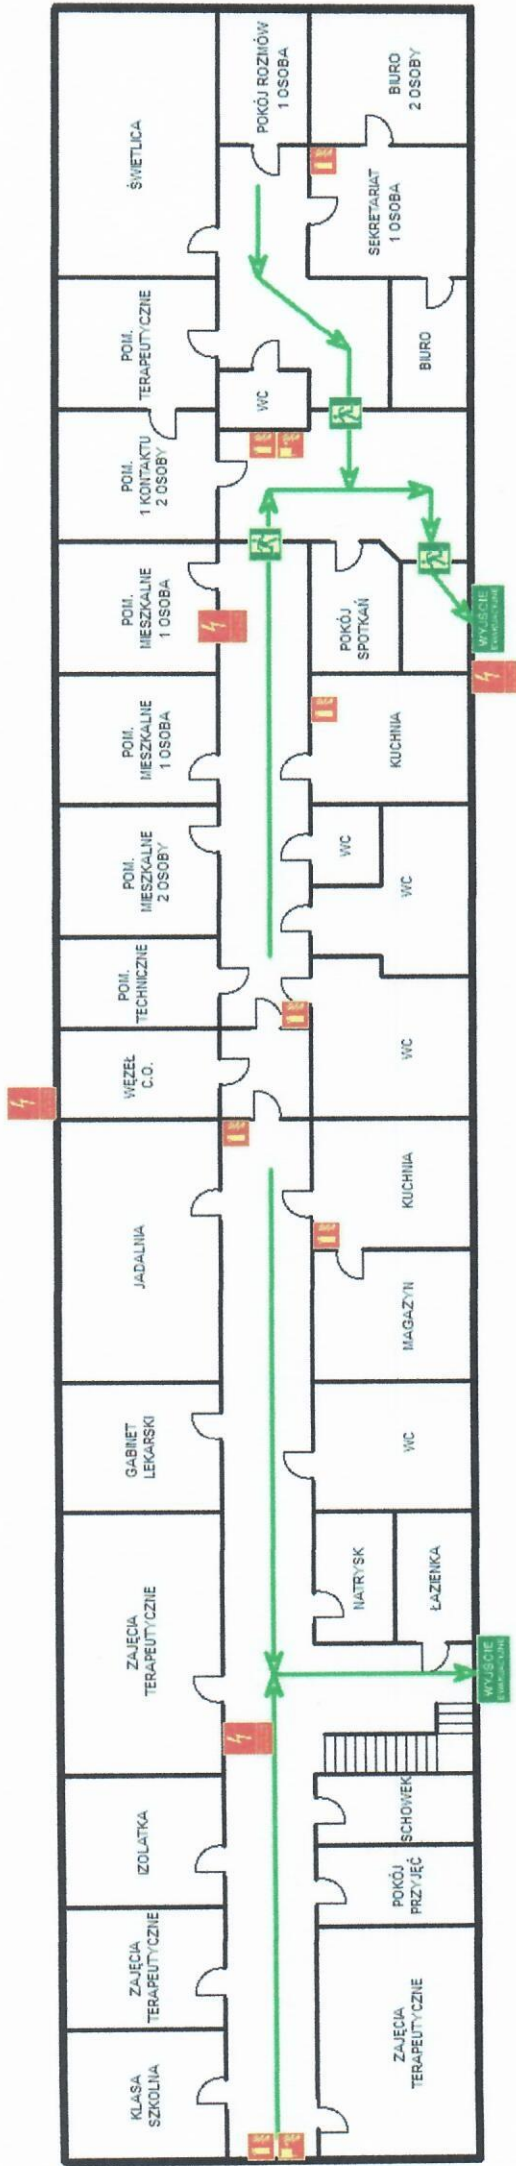 KLASA
SZKOLNA
ZAJĘCIA
TERAPEUTYCZNE
IZOLATKA
ZAJĘCIA
TERAPEUTYCZNE
GABINET
LEKARSKI
JADALNIA
WĘZEŁ
C.O.
POM.
TECHNICZNE
POM.
MIESZKALNE
2 OSOBY
POM.
MIESZKALNE
1 OSOBA
POM.
MIESZKALNE
1 OSOBA
POM.
1 KONTAKTU
2 OSOBY
POM.
TERAPEUTYCZNE
ŚWIETLICA
WC
POKÓJ ROZMÓW
1 OSOBA
ZAJĘCIA
TERAPEUTYCZNE
POKÓJ
PRZYJĘĆ
SCHOWEK
NATRYSK
ŁAZIENKA
WC
MAGAZYN
KUCHNIA
WC
WC
WC
KUCHNIA
POKÓJ
SPOTKAŃ
BIURO
SEKRETARIAT
1 OSOBA
BIURO
2 OSOBY
WYJŚCIE
EWAKUACYJNE
WYJŚCIE
EWAKUACYJNE